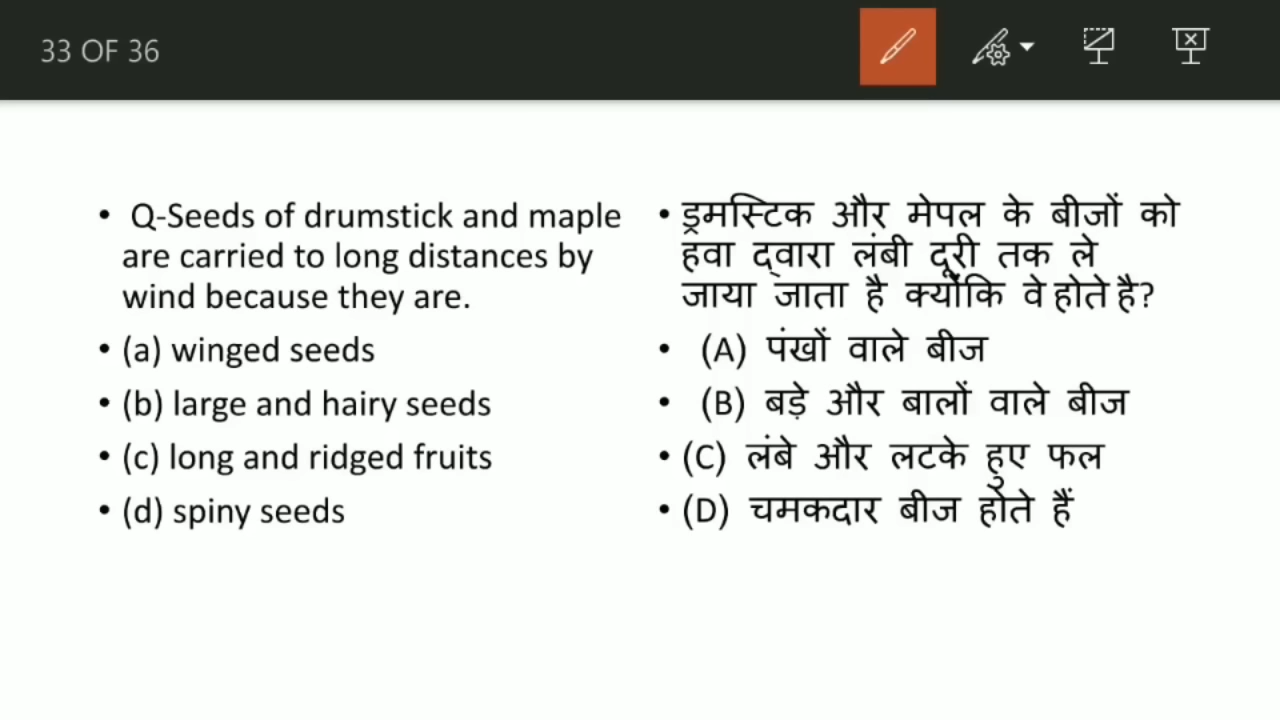 33 OF 36
• Q-Seeds of drumstick and maple
are carried to long distances by
wind because they are.
• (a) winged seeds
• (b) large and hairy seeds
• (c) long and ridged fruits
• (d) spiny seeds
• ड्रमस्टिक और मेपल के बीजों को
हवा द्वारा लंबी दूरी तक ले
जाया जाता है क्योंकि वे होते है?
• (A) पंखों वाले बीज
• (B) बड़े और बालों वाले बीज
• (C) लंबे और लटके हुए फल
• (D) चमकदार बीज होते हैं